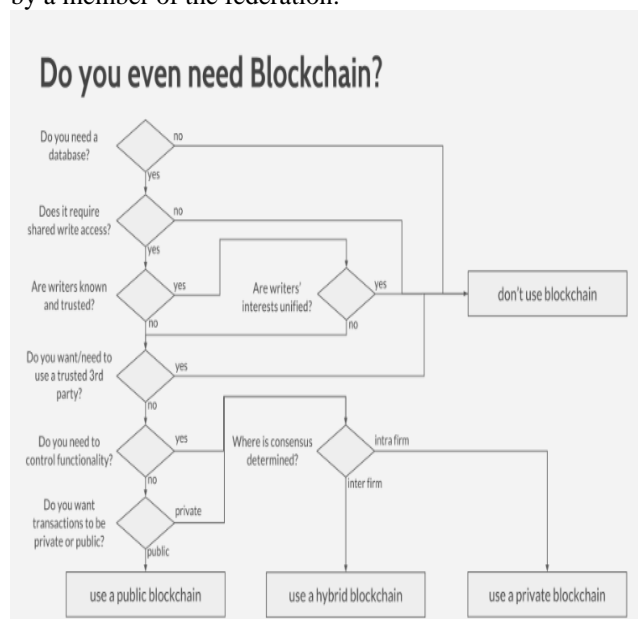 by a member of the federation.
Do you even need Blockchain?
Do you need a
database?
no
yes
Does it require
shared write access?
no
yes
Are writers known
and trusted?
yes
no
Are writers'
interests unified?
yes
no
don't use blockchain
Do you want/need to
use a trusted 3rd
party?
yes
no
Do you need to
control functionality?
yes
no
Where is consensus
determined?
intra firm
inter firm
Do you want
transactions to be
private or public?
private
public
use a public blockchain
use a hybrid blockchain
use a private blockchain